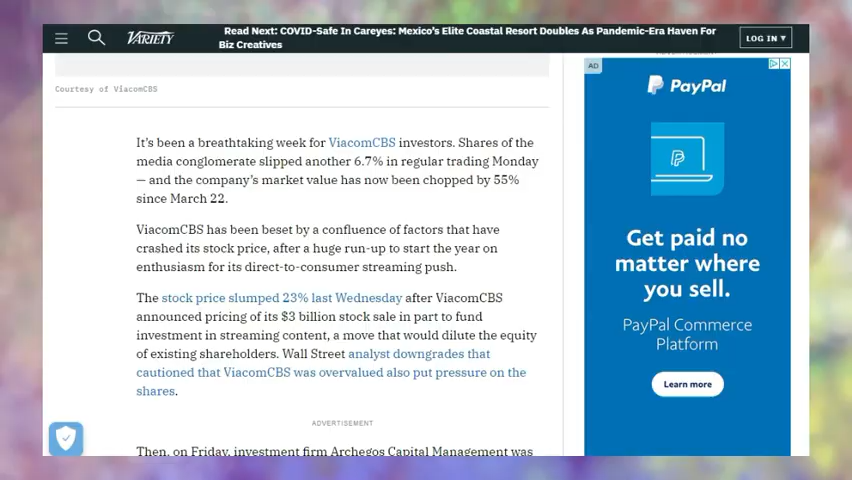 Read Next: COVID-Safe In Careyes: Mexico's Elite Coastal Resort Doubles As Pandemic-Era Haven For
Biz Creatives
VARIETY
LOG IN
AD
PayPal
Courtesy of ViacomCBS
It's been a breathtaking week for ViacomCBS investors. Shares of the
media conglomerate slipped another 6.7% in regular trading Monday
— and the company's market value has now been chopped by 55%
since March 22.
ViacomCBS has been beset by a confluence of factors that have
crashed its stock price, after a huge run-up to start the year on
enthusiasm for its direct-to-consumer streaming push.
The stock price slumped 23% last Wednesday after ViacomCBS
announced pricing of its $3 billion stock sale in part to fund
investment in streaming content, a move that would dilute the equity
of existing shareholders. Wall Street analyst downgrades that
cautioned that ViacomCBS was overvalued also put pressure on the
shares.
ADVERTISEMENT
Then, on Friday, investment firm Archegos Capital Management was
Get paid no
matter where
you sell.
PayPal Commerce
Platform
Learn more